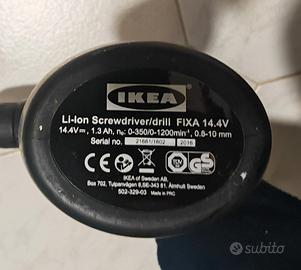 IKEA
Li-Ion Screwdriver/drill FIXA 14.4V
14.4V⎓, 1.3 Ah, n₀: 0-350/0-1200min⁻¹, 0.8-10 mm
Serial no. 21661/1602 2016
IKEA of Sweden AB,
Box 702, Tulpanvägen 8,SE-343 81, Älmhult Sweden
502-329-03 Made in PRC
subito